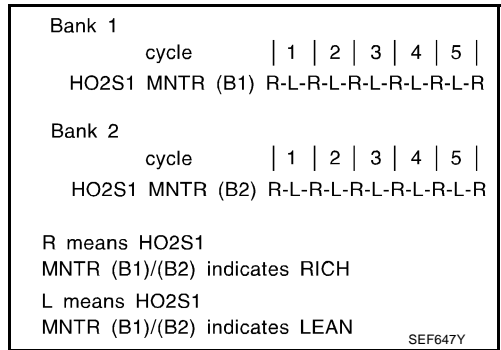 Bank 1
cycle | 1 | 2 | 3 | 4 | 5 |
HO2S1 MNTR (B1) R-L-R-L-R-L-R-L-R-L-R
Bank 2
cycle | 1 | 2 | 3 | 4 | 5 |
HO2S1 MNTR (B2) R-L-R-L-R-L-R-L-R-L-R
R means HO2S1
MNTR (B1)/(B2) indicates RICH
L means HO2S1
MNTR (B1)/(B2) indicates LEAN
SEF647Y